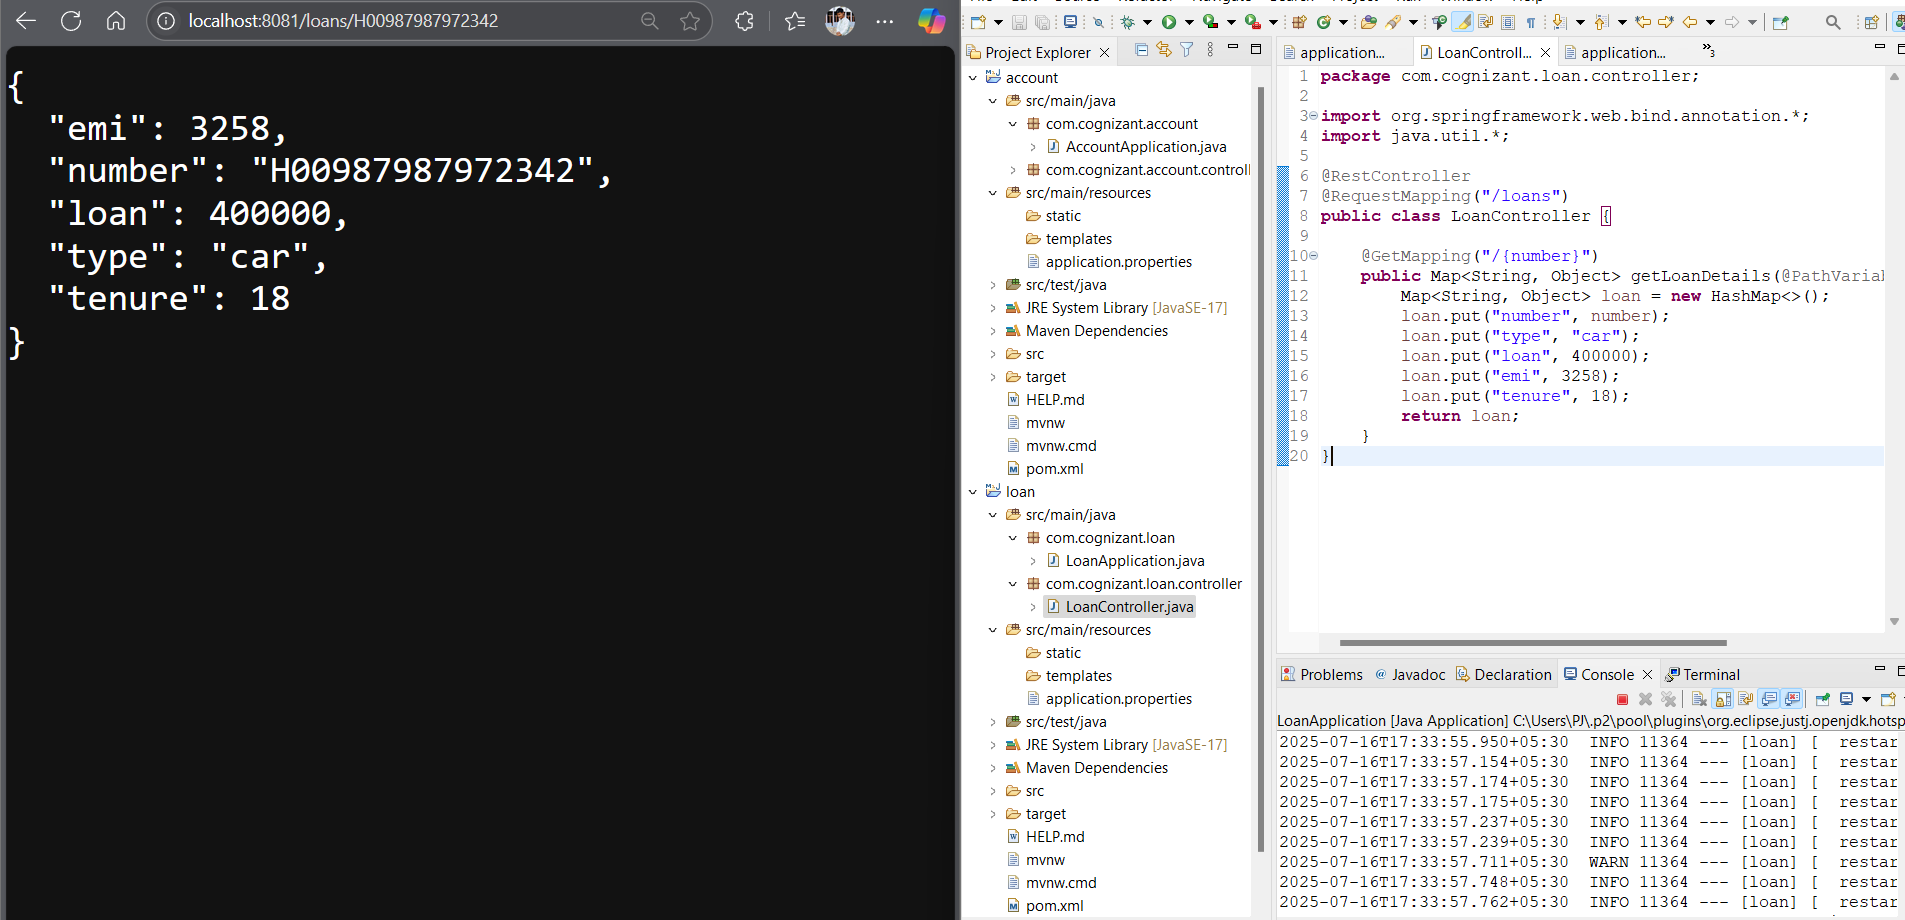 localhost:8081/loans/H00987987972342
{
"emi": 3258,
"number": "H00987987972342",
"loan": 400000,
"type": "car",
"tenure": 18
}
Project Explorer
account
src/main/java
com.cognizant.account
AccountApplication.java
com.cognizant.account.controll
src/main/resources
static
templates
application.properties
src/test/java
JRE System Library [JavaSE-17]
Maven Dependencies
src
target
HELP.md
mvnw
mvnw.cmd
pom.xml
loan
src/main/java
com.cognizant.loan
LoanApplication.java
com.cognizant.loan.controller
LoanController.java
src/main/resources
static
templates
application.properties
src/test/java
JRE System Library [JavaSE-17]
Maven Dependencies
src
target
HELP.md
mvnw
mvnw.cmd
pom.xml
application... LoanControll... application... 3
1 package com.cognizant.loan.controller;
2
3 import org.springframework.web.bind.annotation.*;
4 import java.util.*;
5
6 @RestController
7 @RequestMapping("/loans")
8 public class LoanController {
9
10 @GetMapping("/{number}")
11 public Map<String, Object> getLoanDetails(@PathVaria
12 Map<String, Object> loan = new HashMap<>();
13 loan.put("number", number);
14 loan.put("type", "car");
15 loan.put("loan", 400000);
16 loan.put("emi", 3258);
17 loan.put("tenure", 18);
18 return loan;
19 }
20 }
Problems @ Javadoc Declaration Console Terminal
LoanApplication [Java Application] C:\Users\PJ\.p2\pool\plugins\org.eclipse.justj.openjdk.hotsp
2025-07-16T17:33:55.950+05:30 INFO 11364 --- [loan] [ restar
2025-07-16T17:33:57.154+05:30 INFO 11364 --- [loan] [ restar
2025-07-16T17:33:57.174+05:30 INFO 11364 --- [loan] [ restar
2025-07-16T17:33:57.175+05:30 INFO 11364 --- [loan] [ restar
2025-07-16T17:33:57.237+05:30 INFO 11364 --- [loan] [ restar
2025-07-16T17:33:57.239+05:30 INFO 11364 --- [loan] [ restar
2025-07-16T17:33:57.711+05:30 WARN 11364 --- [loan] [ restar
2025-07-16T17:33:57.748+05:30 INFO 11364 --- [loan] [ restar
2025-07-16T17:33:57.762+05:30 INFO 11364 --- [loan] [ restar